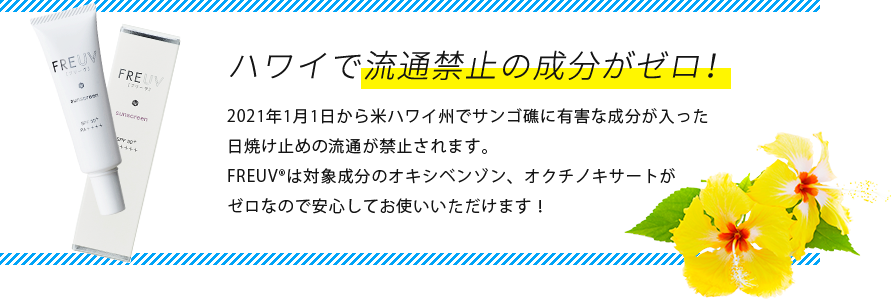 ハワイで流通禁止の成分がゼロ！
2021年1月1日から米ハワイ州でサンゴ礁に有害な成分が入った
日焼け止めの流通が禁止されます。
FREUV®は対象成分のオキシベンゾン、オクチノキサートが
ゼロなので安心してお使いいただけます！
FREUV
[フリーヴ]
sunscreen
SPF 50+
PA++++
FREUV
[フリーヴ]
sunscreen
SPF 50+